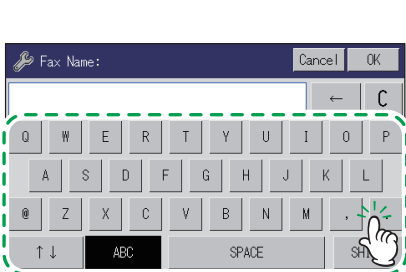 Fax Name: Cancel OK
← C
Q W E R T Y U I O P
A S D F G H J K L
@ Z X C V B N M , .
↑↓ ABC SPACE